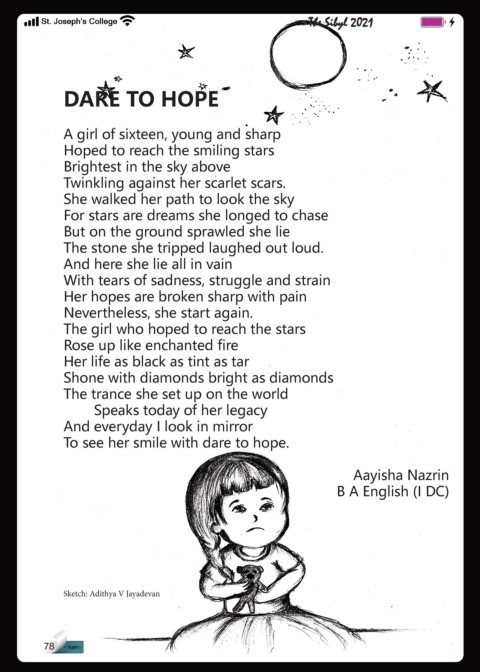 St. Joseph's College
The Sibyl 2021
DARE TO HOPE
A girl of sixteen, young and sharp
Hoped to reach the smiling stars
Brightest in the sky above
Twinkling against her scarlet scars.
She walked her path to look the sky
For stars are dreams she longed to chase
But on the ground sprawled she lie
The stone she tripped laughed out loud.
And here she lie all in vain
With tears of sadness, struggle and strain
Her hopes are broken sharp with pain
Nevertheless, she start again.
The girl who hoped to reach the stars
Rose up like enchanted fire
Her life as black as tint as tar
Shone with diamonds bright as diamonds
The trance she set up on the world
Speaks today of her legacy
And everyday I look in mirror
To see her smile with dare to hope.
Aayisha Nazrin
B A English (I DC)
Sketch: Adithya V Jayadevan
78